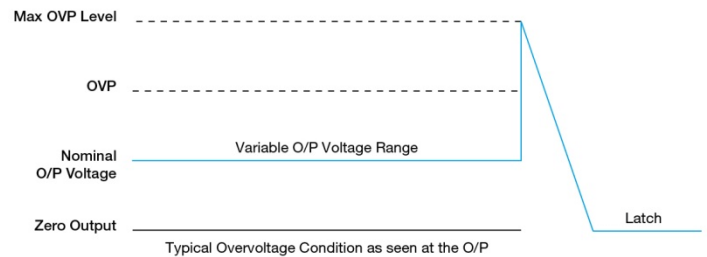 Max OVP Level
OVP
Variable O/P Voltage Range
Nominal
O/P Voltage
Zero Output
Latch
Typical Overvoltage Condition as seen at the O/P